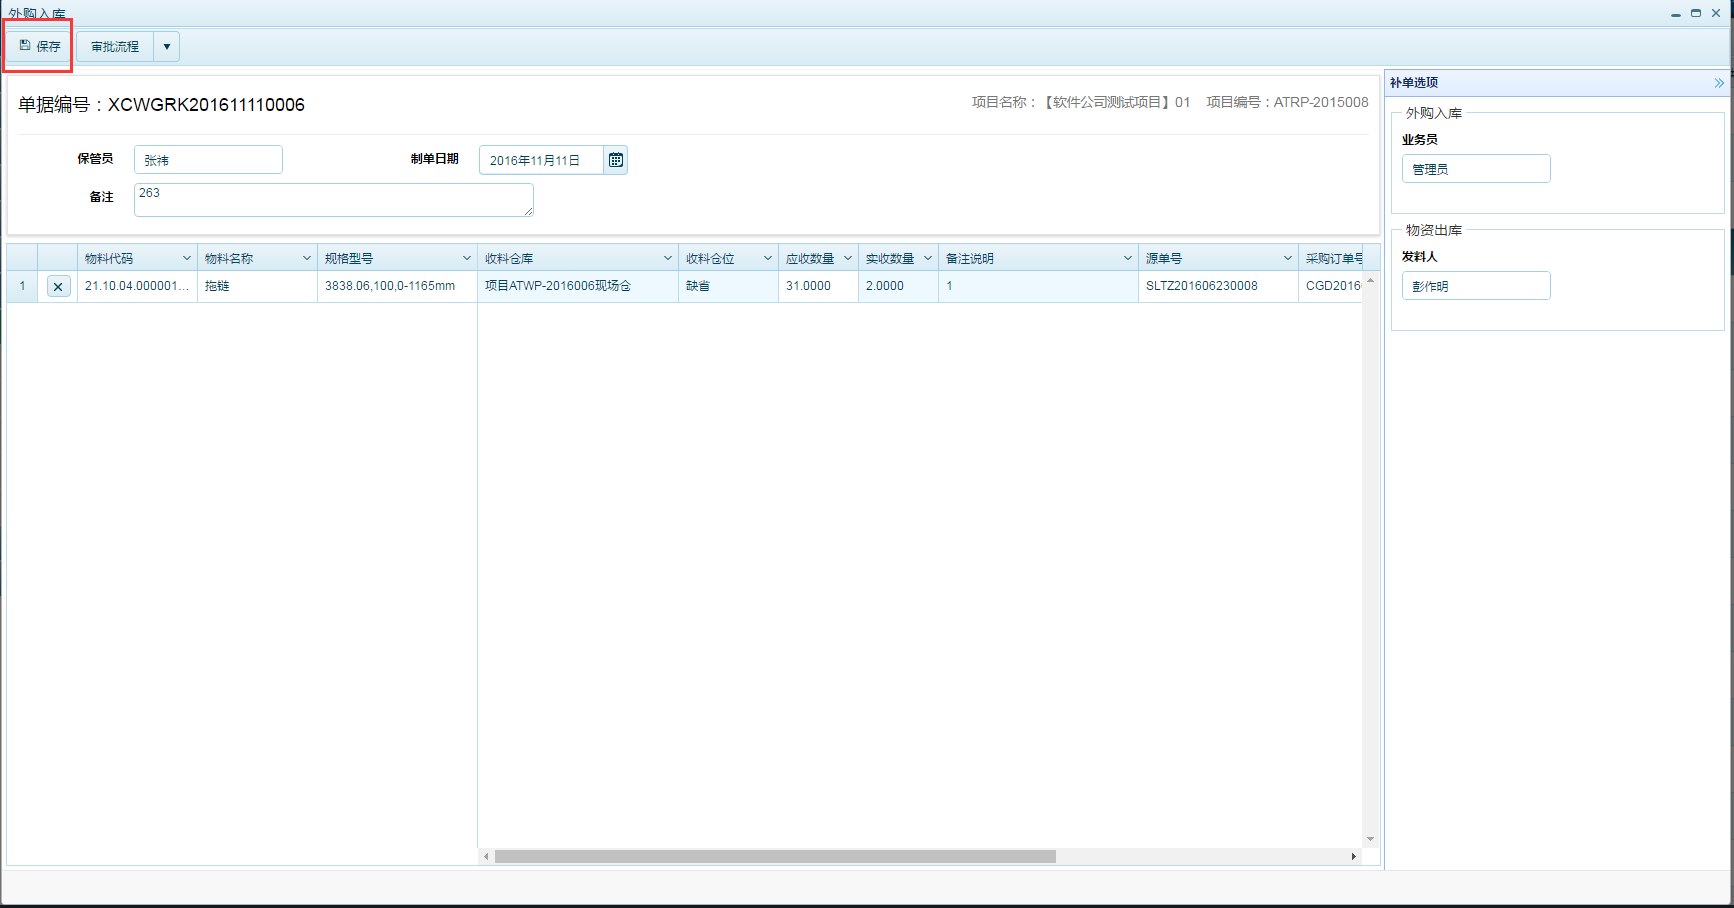 外购入库
保存 审批流程
单据编号：XCWGRK201611110006
项目名称：【软件公司测试项目】01 项目编号：ATRP-2015008
保管员 张祎 制单日期 2016年11月11日
备注 263
物料代码 物料名称 规格型号 收料仓库 收料仓位 应收数量 实收数量 备注说明 源单号 采购订单号
1 21.10.04.000001... 拖链 3838.06,100,0-1165mm 项目ATWP-2016006现场仓 缺省 31.0000 2.0000 1 SLTZ201606230008 CGD2016
补单选项
外购入库
业务员
管理员
物资出库
发料人
彭作明